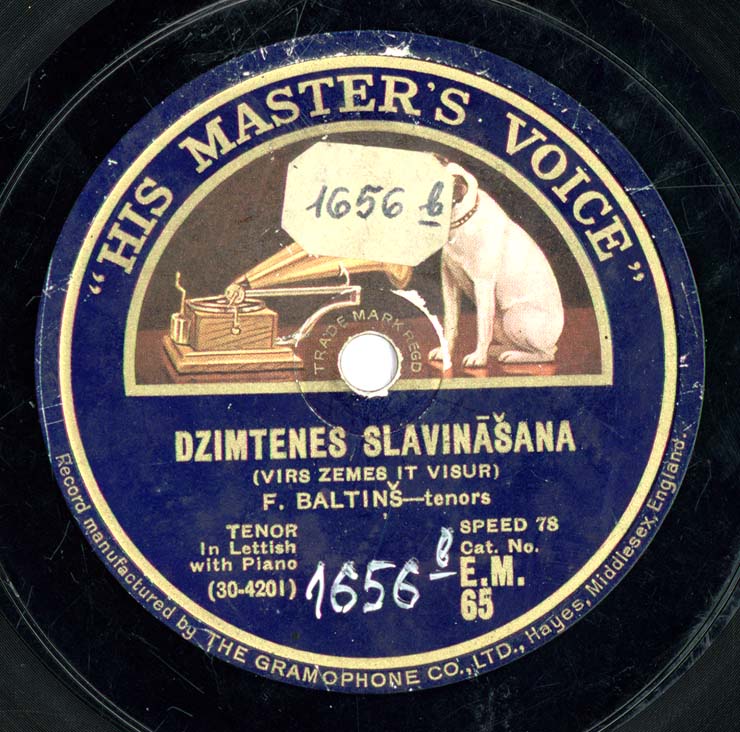 “HIS MASTER'S VOICE”
1656 b
TRADE MARK REGD
DZIMTENES SLAVINĀŠANA
(VIRS ZEMES IT VISUR)
F. BALTIŅŠ—tenors
TENOR
In Lettish
with Piano
(30-4201)
1656 b
SPEED 78
Cat. No.
E.M.
65
Record manufactured by THE GRAMOPHONE CO., LTD., Hayes, Middlesex, England.